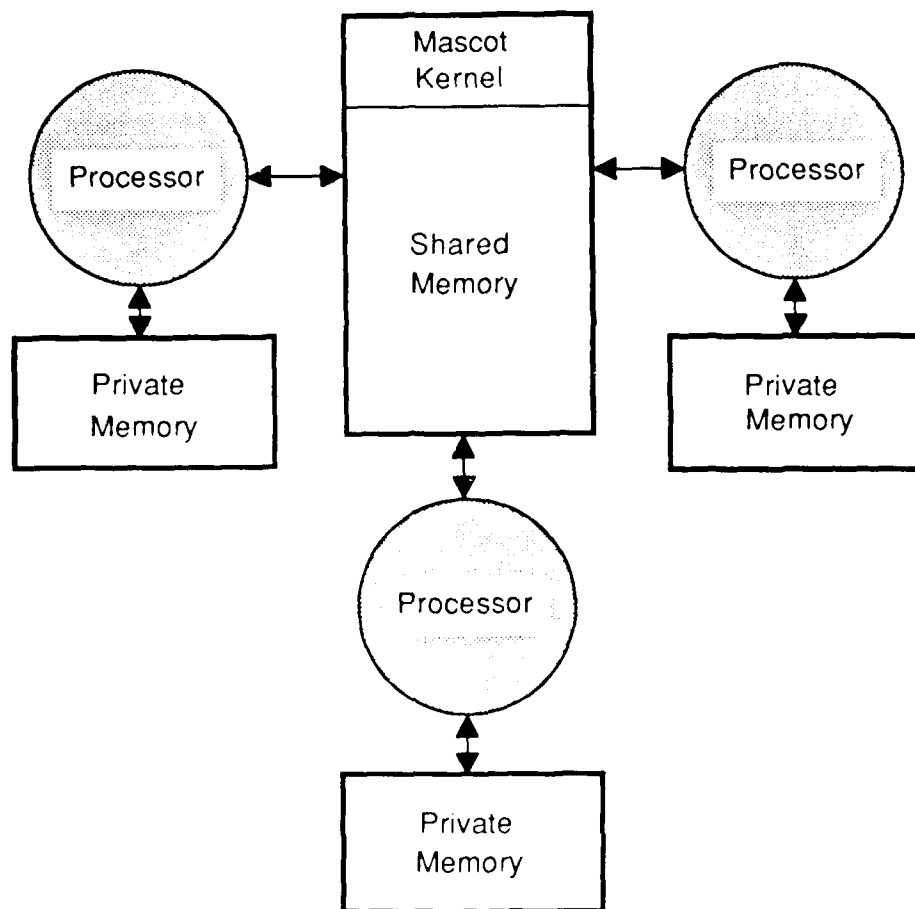 Mascot
Kernel
Processor
Processor
Shared
Memory
Private
Memory
Private
Memory
Processor
Private
Memory